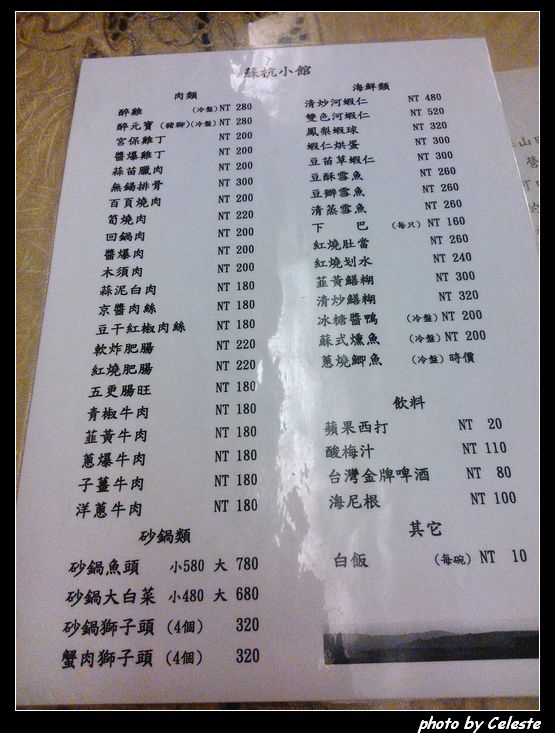 蘇杭小館
肉類
醉雞 (冷盤) NT 280
醉元寶 (豬腳)(冷盤) NT 280
宮保雞丁 NT 200
醬爆雞丁 NT 200
蒜苗臘肉 NT 200
無錫排骨 NT 300
百頁燒肉 NT 200
筍燒肉 NT 220
回鍋肉 NT 200
醬爆肉 NT 200
木須肉 NT 200
蒜泥白肉 NT 180
京醬肉絲 NT 180
豆干紅椒肉絲 NT 180
軟炸肥腸 NT 220
紅燒肥腸 NT 220
五更腸旺 NT 180
青椒牛肉 NT 180
韮黃牛肉 NT 180
蔥爆牛肉 NT 180
子薑牛肉 NT 180
洋蔥牛肉 NT 180
砂鍋類
砂鍋魚頭 小580 大 780
砂鍋大白菜 小480 大 680
砂鍋獅子頭 (4個) 320
蟹肉獅子頭 (4個) 320
海鮮類
清炒河蝦仁 NT 480
雙色河蝦仁 NT 520
鳳梨蝦球 NT 320
蝦仁烘蛋 NT 300
豆苗草蝦仁 NT 300
豆酥雪魚 NT 260
豆瓣雪魚 NT 260
清蒸雪魚 NT 260
下巴 (每只) NT 160
紅燒肚當 NT 260
紅燒划水 NT 240
韮黃鱔糊 NT 300
清炒鱔糊 NT 320
冰糖醬鴨 (冷盤) NT 200
蘇式燻魚 (冷盤) NT 200
蔥燒鯽魚 (冷盤) 時價
飲料
蘋果西打 NT 20
酸梅汁 NT 110
台灣金牌啤酒 NT 80
海尼根 NT 100
其它
白飯 (每碗) NT 10
photo by Celeste